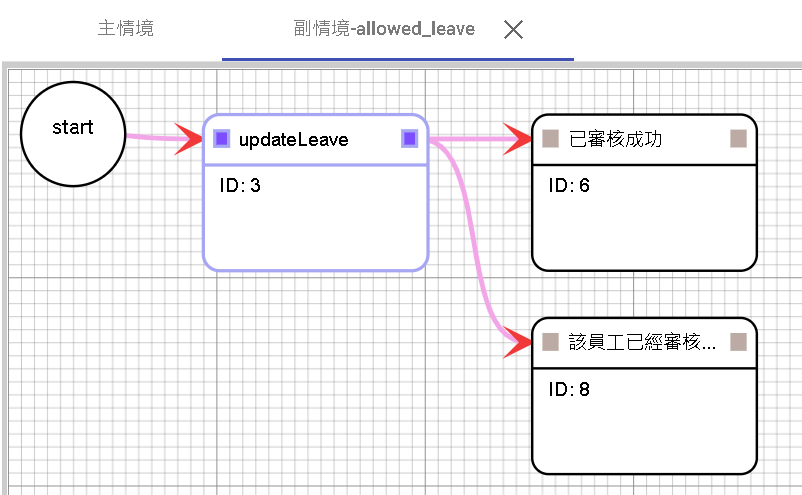 主情境
副情境-allowed_leave
start
updateLeave
ID: 3
已審核成功
ID: 6
該員工已經審核...
ID: 8